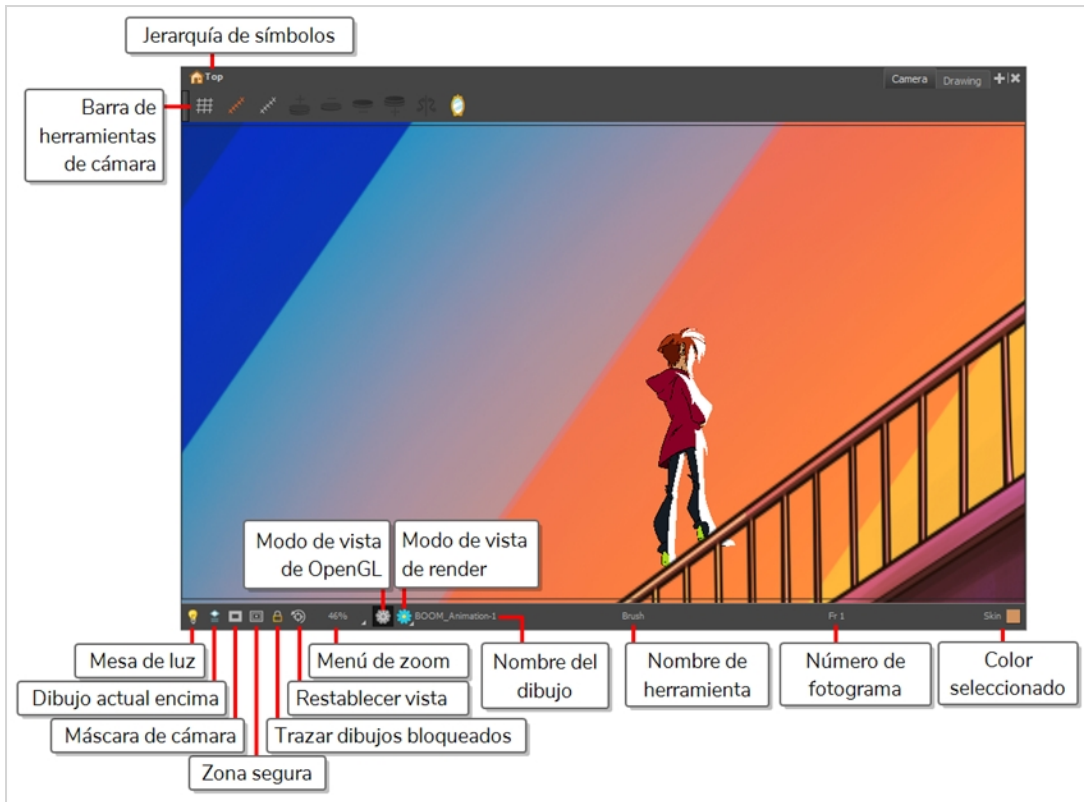 Jerarquía de símbolos
Top
Camera
Drawing
Barra de
herramientas
de cámara
Modo de vista
de OpenGL
Modo de vista
de render
46%
BOOM_Animation-1
Brush
Fr 1
Skin
Mesa de luz
Menú de zoom
Nombre del
dibujo
Nombre de
herramienta
Número de
fotograma
Color
seleccionado
Dibujo actual encima
Restablecer vista
Máscara de cámara
Trazar dibujos bloqueados
Zona segura